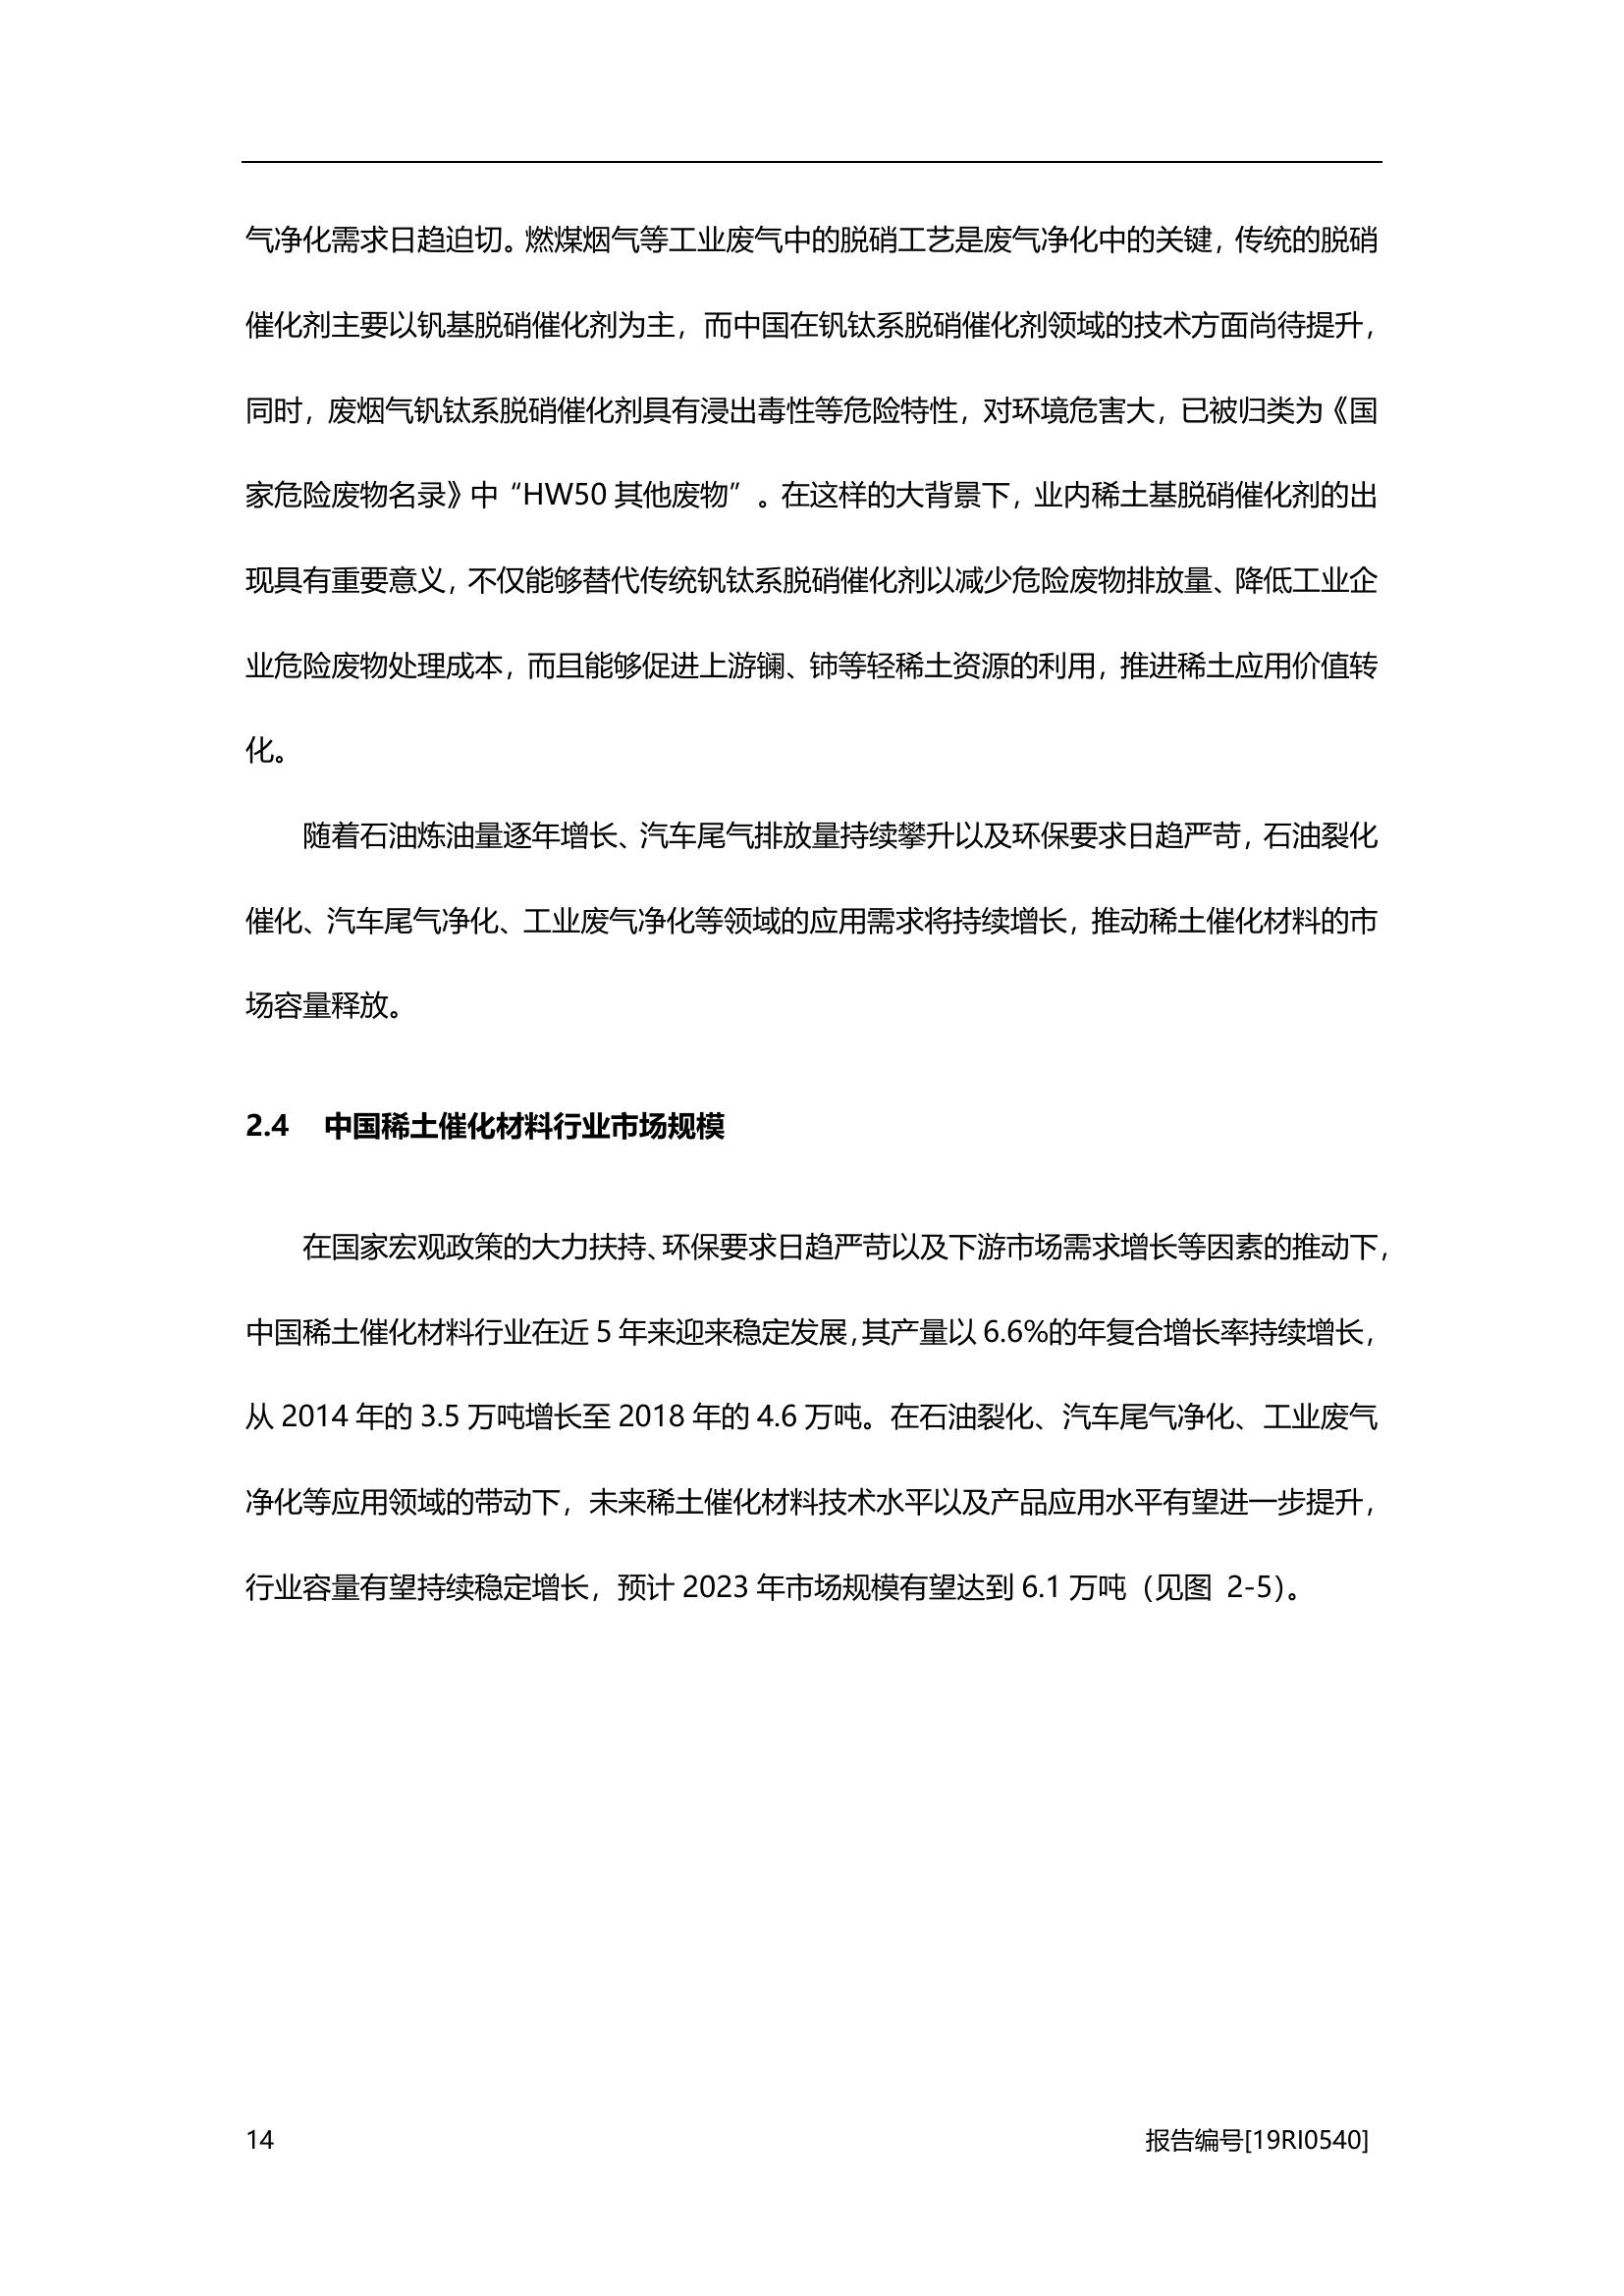 气净化需求日趋迫切。燃煤烟气等工业废气中的脱硝工艺是废气净化中的关键，传统的脱硝
催化剂主要以钒基脱硝催化剂为主，而中国在钒钛系脱硝催化剂领域的技术方面尚待提升，
同时，废烟气钒钛系脱硝催化剂具有浸出毒性等危险特性，对环境危害大，已被归类为《国
家危险废物名录》中“HW50 其他废物”。在这样的大背景下，业内稀土基脱硝催化剂的出
现具有重要意义，不仅能够替代传统钒钛系脱硝催化剂以减少危险废物排放量、降低工业企
业危险废物处理成本，而且能够促进上游镧、铈等轻稀土资源的利用，推进稀土应用价值转
化。
随着石油炼油量逐年增长、汽车尾气排放量持续攀升以及环保要求日趋严苛，石油裂化
催化、汽车尾气净化、工业废气净化等领域的应用需求将持续增长，推动稀土催化材料的市
场容量释放。
2.4 中国稀土催化材料行业市场规模
在国家宏观政策的大力扶持、环保要求日趋严苛以及下游市场需求增长等因素的推动下，
中国稀土催化材料行业在近 5 年来迎来稳定发展，其产量以 6.6%的年复合增长率持续增长，
从 2014 年的 3.5 万吨增长至 2018 年的 4.6 万吨。在石油裂化、汽车尾气净化、工业废气
净化等应用领域的带动下，未来稀土催化材料技术水平以及产品应用水平有望进一步提升，
行业容量有望持续稳定增长，预计 2023 年市场规模有望达到 6.1 万吨（见图 2-5）。
14 报告编号[19RI0540]